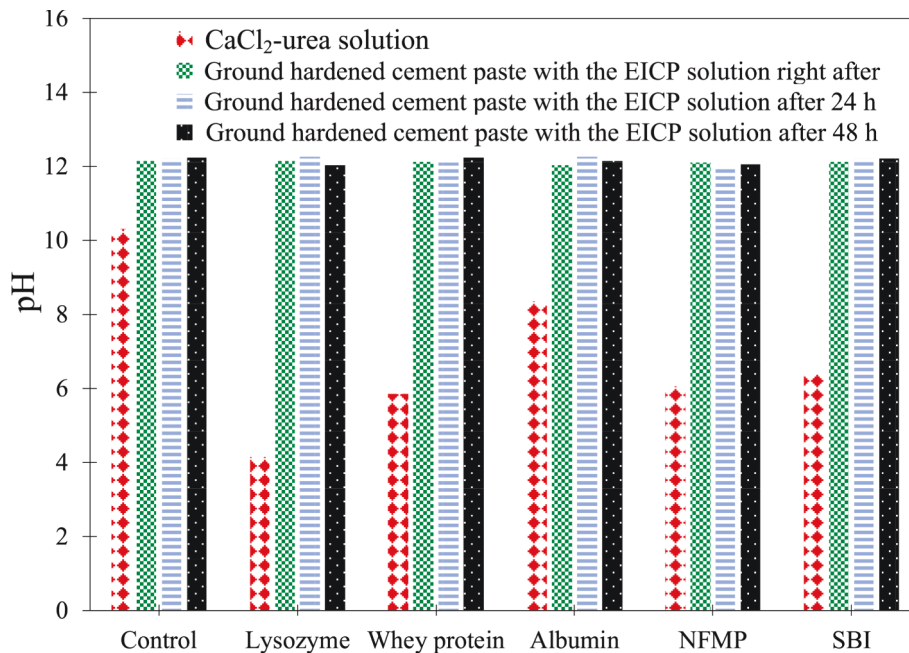 16
14
12
10
8
6
4
2
0
pH
CaCl₂-urea solution
Ground hardened cement paste with the EICP solution right after
Ground hardened cement paste with the EICP solution after 24 h
Ground hardened cement paste with the EICP solution after 48 h
Control Lysozyme Whey protein Albumin NFMP SBI